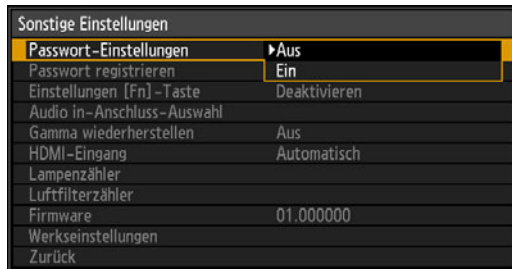 Sonstige Einstellungen
Passwort-Einstellungen ▶Aus
Passwort registrieren Ein
Einstellungen [Fn]-Taste Deaktivieren
Audio in-Anschluss-Auswahl
Gamma wiederherstellen Aus
HDMI-Eingang Automatisch
Lampenzähler
Luftfilterzähler
Firmware 01.000000
Werkseinstellungen
Zurück